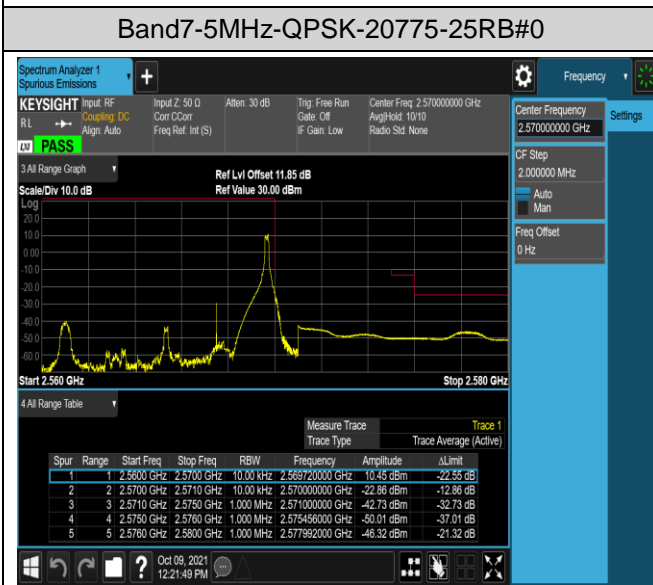 Band7-5MHz-QPSK-20775-25RB#0
Spectrum Analyzer 1
Spurious Emissions
Frequency
KEYSIGHT Input: RF Input Z: 50 Ω Atten: 30 dB Trig: Free Run Center Freq: 2.570000000 GHz
RL Coupling: DC Corr CCorr Gate: Off Avg|Hold: 10/10
Align: Auto Freq Ref: Int (S) IF Gain: Low Radio Std: None
LXI PASS
Center Frequency
2.570000000 GHz
Settings
CF Step
2.000000 MHz
Auto
Man
Freq Offset
0 Hz
3 All Range Graph
Ref Lvl Offset 11.85 dB
Scale/Div 10.0 dB Ref Value 30.00 dBm
Log
20.0
10.0
0.00
-10.0
-20.0
-30.0
-40.0
-50.0
-60.0
Start 2.560 GHz Stop 2.580 GHz
4 All Range Table
Measure Trace Trace 1
Trace Type Trace Average (Active)
Spur Range Start Freq Stop Freq RBW Frequency Amplitude ΔLimit
1 1 2.5600 GHz 2.5700 GHz 10.00 kHz 2.569720000 GHz 10.45 dBm -22.55 dB
2 2 2.5700 GHz 2.5710 GHz 10.00 kHz 2.570000000 GHz -22.86 dBm -12.86 dB
3 3 2.5710 GHz 2.5750 GHz 1.000 MHz 2.571000000 GHz -42.73 dBm -32.73 dB
4 4 2.5750 GHz 2.5760 GHz 1.000 MHz 2.575456000 GHz -50.01 dBm -37.01 dB
5 5 2.5760 GHz 2.5800 GHz 1.000 MHz 2.577992000 GHz -46.32 dBm -21.32 dB
Oct 09, 2021
12:21:49 PM